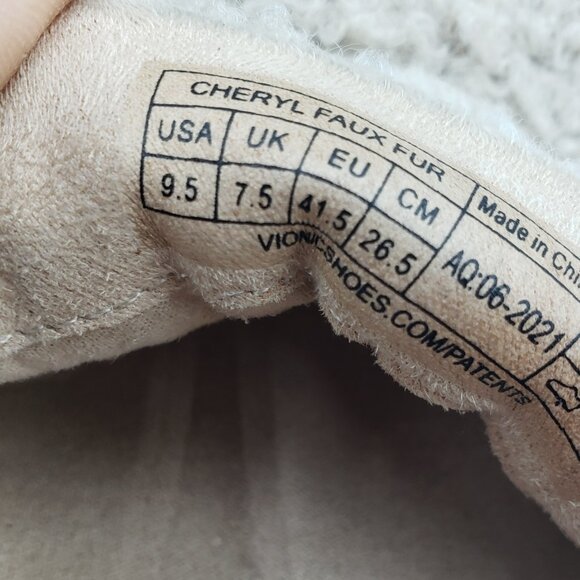 CHERYL FAUX FUR
USA UK EU CM
9.5 7.5 41.5 26.5
Made in
AQ:06-2021
VIONICSHOES.COM/PATENTS